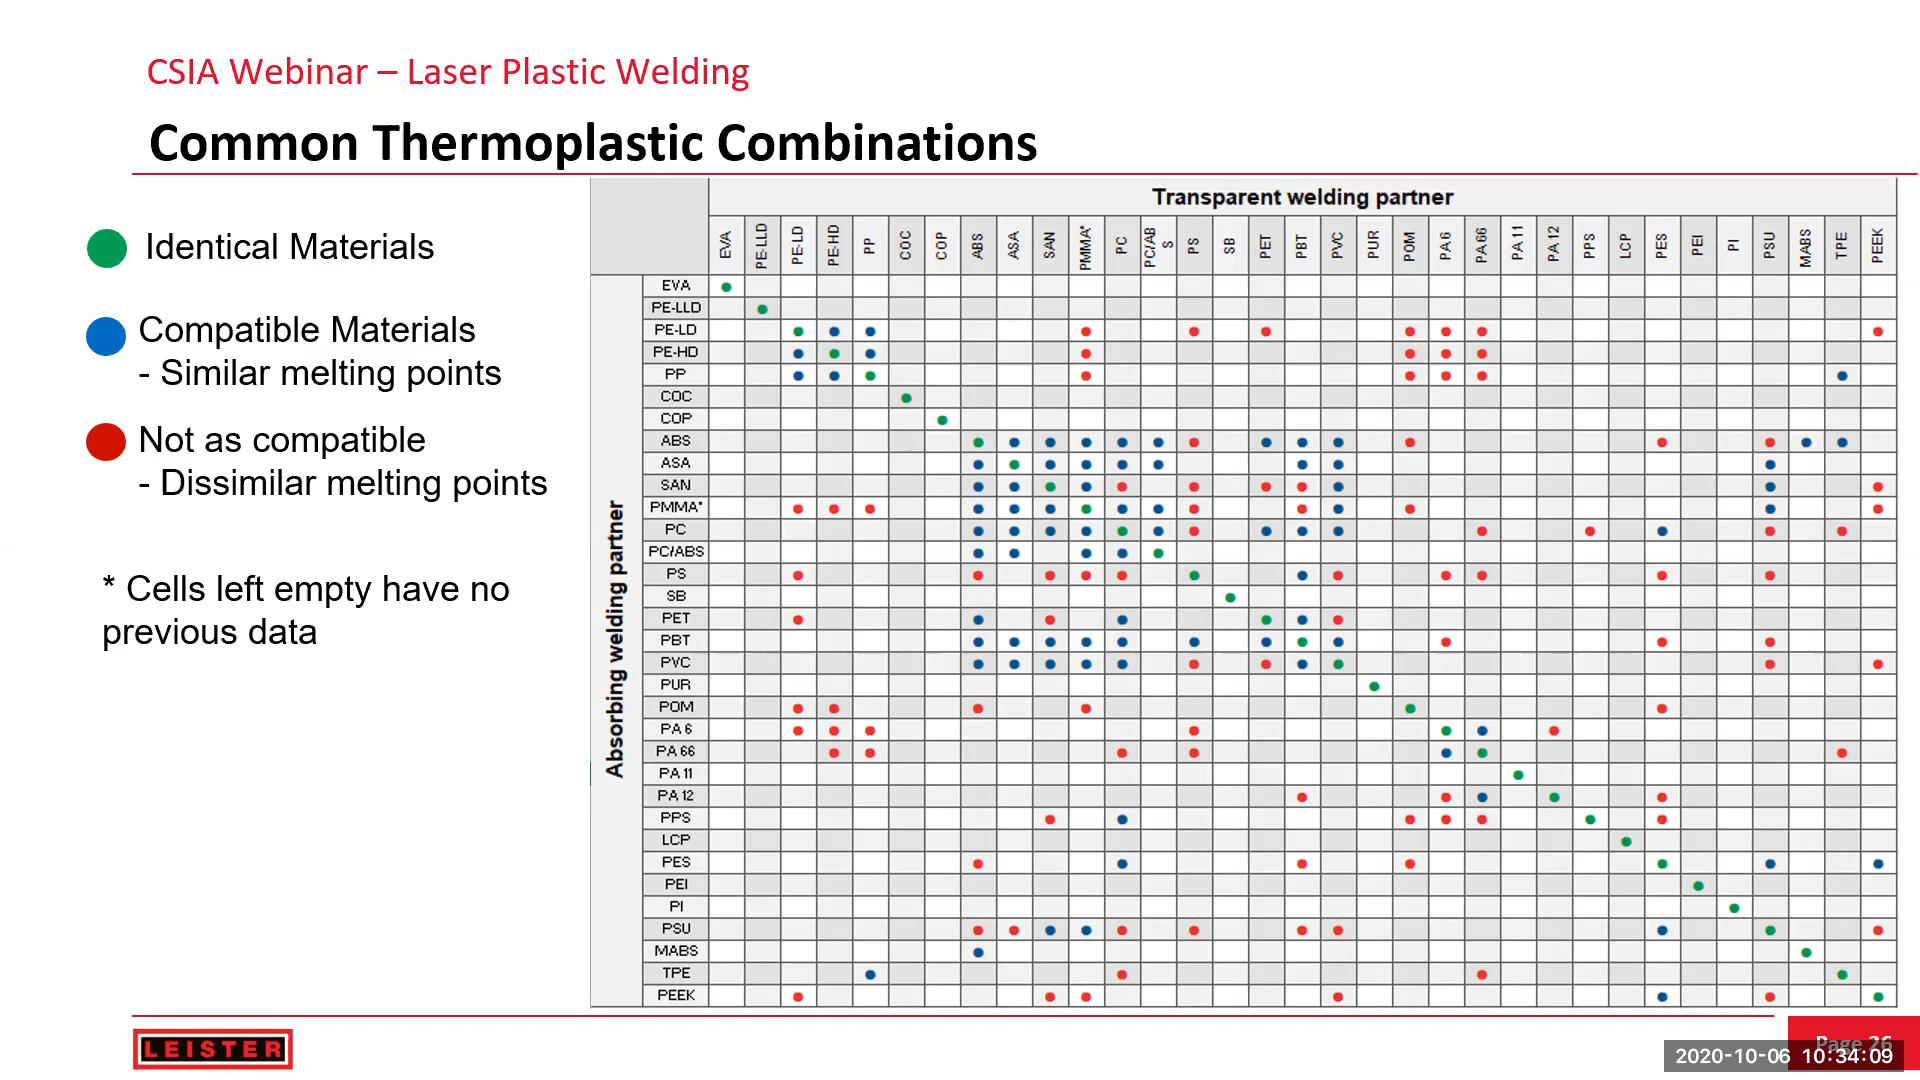 CSIA Webinar – Laser Plastic Welding
Common Thermoplastic Combinations
Identical Materials
Compatible Materials
- Similar melting points
Not as compatible
- Dissimilar melting points
* Cells left empty have no
previous data
Transparent welding partner
EVA PE-LLD PE-LD PE-HD PP COC COP ABS ASA SAN PMMA* PC PC/AB S PS SB PET PBT PVC PUR POM PA 6 PA 66 PA 11 PA 12 PPS LCP PES PEI PI PSU MABS TPE PEEK
Absorbing welding partner
EVA
PE-LLD
PE-LD
PE-HD
PP
COC
COP
ABS
ASA
SAN
PMMA*
PC
PC/ABS
PS
SB
PET
PBT
PVC
PUR
POM
PA 6
PA 66
PA 11
PA 12
PPS
LCP
PES
PEI
PI
PSU
MABS
TPE
PEEK
LEISTER
Page 26
2020-10-06 10:34:09